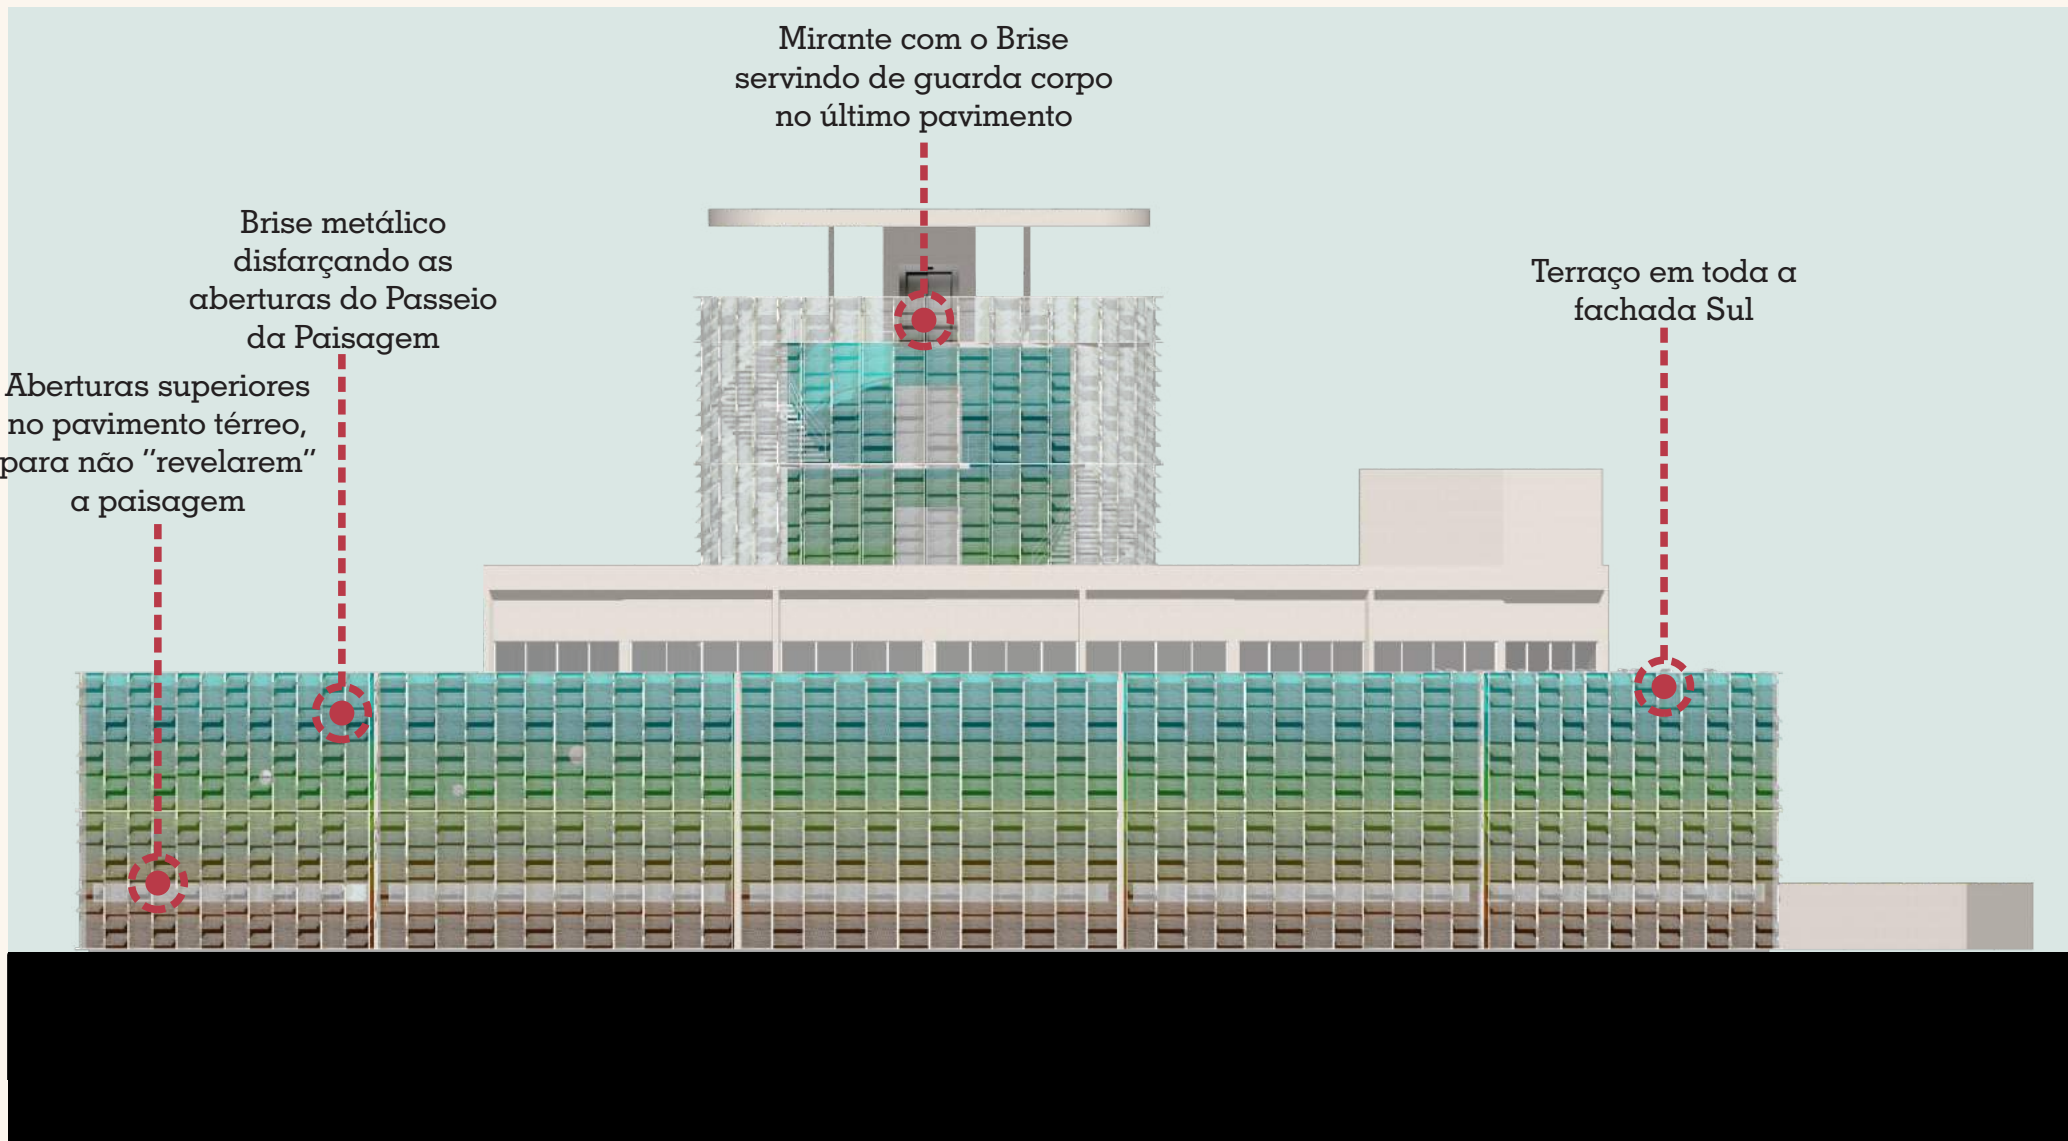 Mirante com o Brise
servindo de guarda corpo
no último pavimento
Brise metálico
disfarçando as
aberturas do Passeio
da Paisagem
Terraço em toda a
fachada Sul
Aberturas superiores
no pavimento térreo,
para não "revelarem"
a paisagem